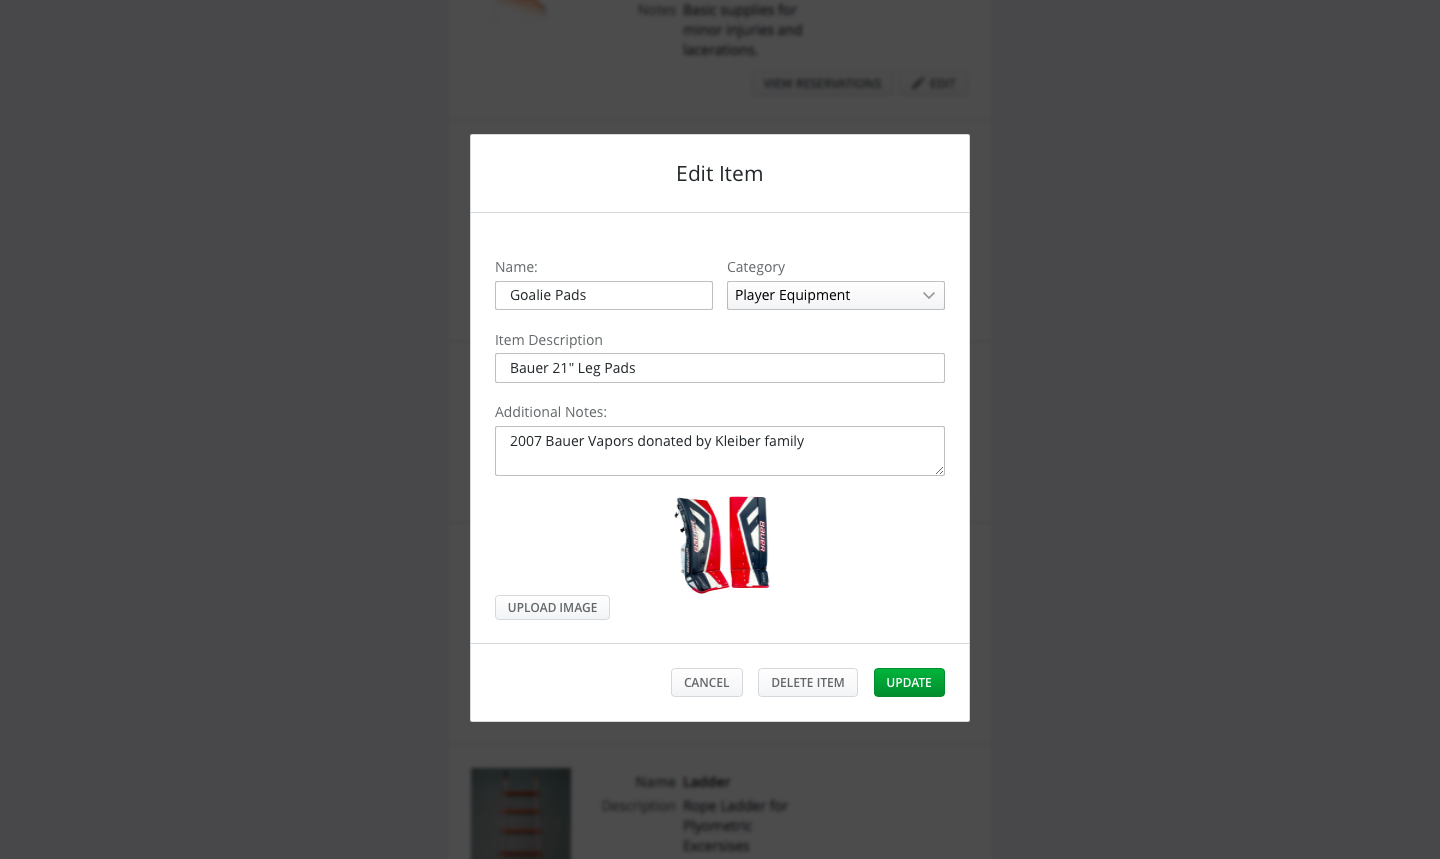 Notes Basic supplies for
minor injuries and
lacerations.
VIEW RESERVATIONS EDIT
Edit Item
Name: Category
Goalie Pads Player Equipment
Item Description
Bauer 21" Leg Pads
Additional Notes:
2007 Bauer Vapors donated by Kleiber family
BAUER
UPLOAD IMAGE
CANCEL DELETE ITEM UPDATE
Name Ladder
Description Rope Ladder for
Plyometric
Excersises